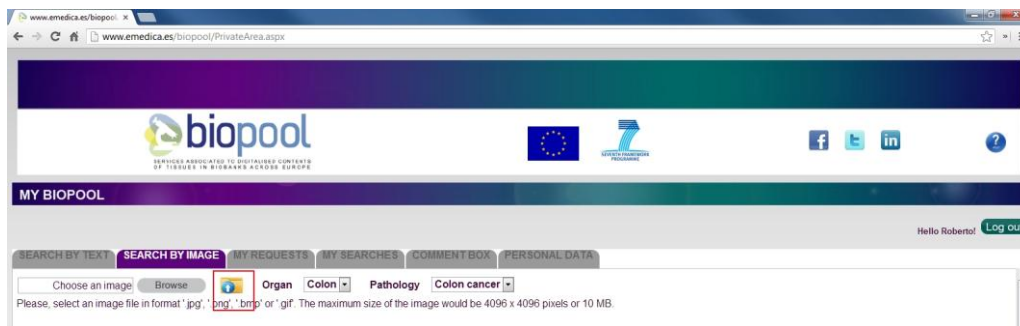 www.emedica.es/biopool
www.emedica.es/biopool/PrivateArea.aspx
biopool
SERVICES ASSOCIATED TO DIGITALISED CONTENTS
OF TISSUES IN BIOBANKS ACROSS EUROPE
SEVENTH FRAMEWORK
PROGRAMME
MY BIOPOOL
Hello Roberto! Log ou
SEARCH BY TEXT SEARCH BY IMAGE MY REQUESTS MY SEARCHES COMMENT BOX PERSONAL DATA
Choose an image Browse Organ Colon Pathology Colon cancer
Please, select an image file in format '.jpg', '.png', '.bmp' or '.gif'. The maximum size of the image would be 4096 x 4096 pixels or 10 MB.